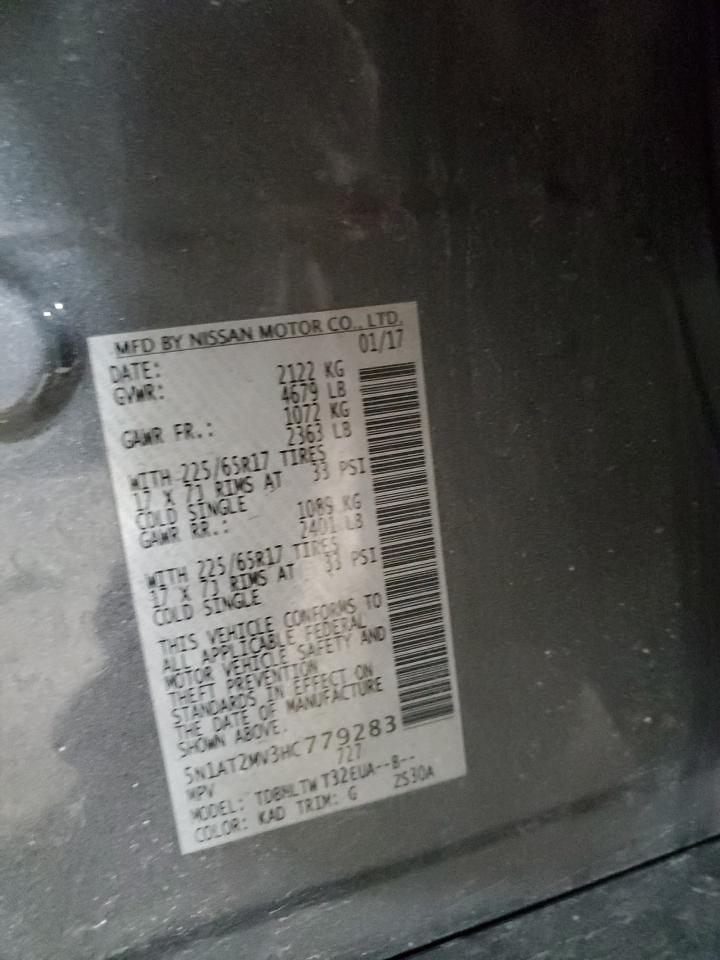 MFD BY NISSAN MOTOR CO., LTD.
DATE: 01/17
GVWR: 2122 KG
4679 LB
GAWR FR.: 1072 KG
2363 LB
WITH 225/65R17 TIRES
17 X 7J RIMS AT 33 PSI
COLD SINGLE
GAWR RR.: 1089 KG
2401 LB
WITH 225/65R17 TIRES
17 X 7J RIMS AT 33 PSI
COLD SINGLE
THIS VEHICLE CONFORMS TO
ALL APPLICABLE FEDERAL
MOTOR VEHICLE SAFETY AND
THEFT PREVENTION
STANDARDS IN EFFECT ON
THE DATE OF MANUFACTURE
SHOWN ABOVE.
5N1AT2MV3HC779283
MPV 727
MODEL: TDBNLTW T32EUA--B--
COLOR: KAD TRIM: G ZS30A